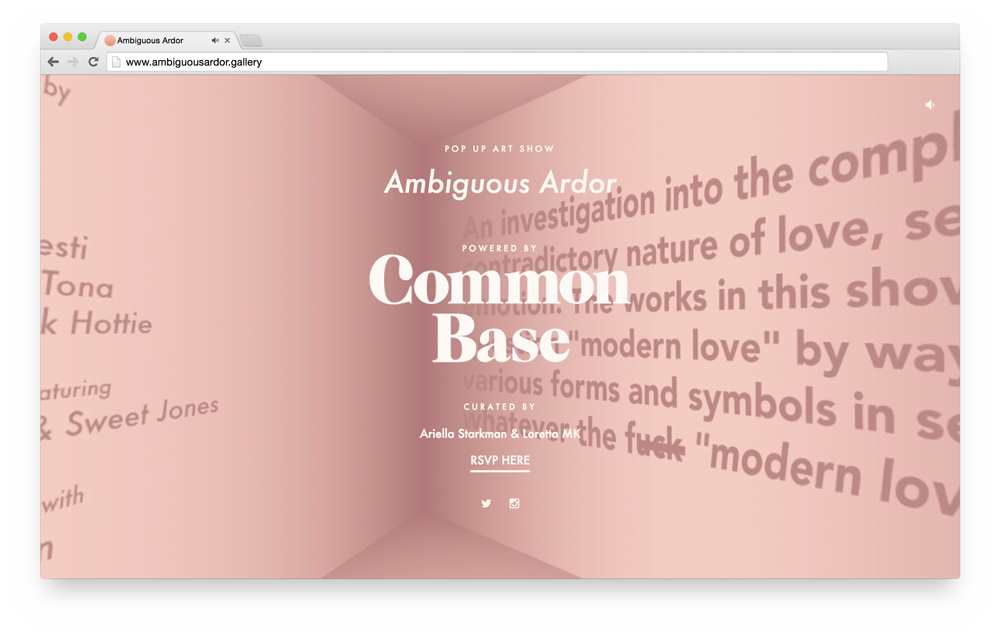 Ambiguous Ardor
www.ambiguousardor.gallery
by
esti
Tona
k Hottie
aturing
& Sweet Jones
with
n
POP UP ART SHOW
Ambiguous Ardor
POWERED BY
Common
Base
CURATED BY
Ariella Starkman & Loretta MK
RSVP HERE
An investigation into the compl
contradictory nature of love, se
emotion. The works in this show
"modern love" by way
various forms and symbols in se
whatever the fuck "modern lov